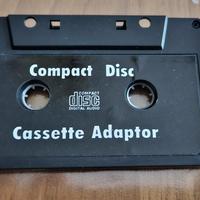 Compact Disc
COMPACT
disc
DIGITAL AUDIO
Cassette Adaptor